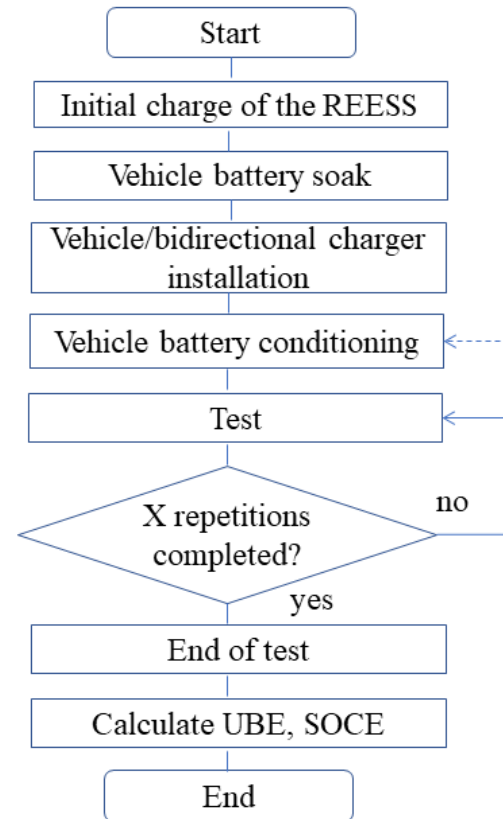 Start
Initial charge of the REESS
Vehicle battery soak
Vehicle/bidirectional charger
installation
Vehicle battery conditioning
Test
X repetitions
completed?
no
yes
End of test
Calculate UBE, SOCE
End